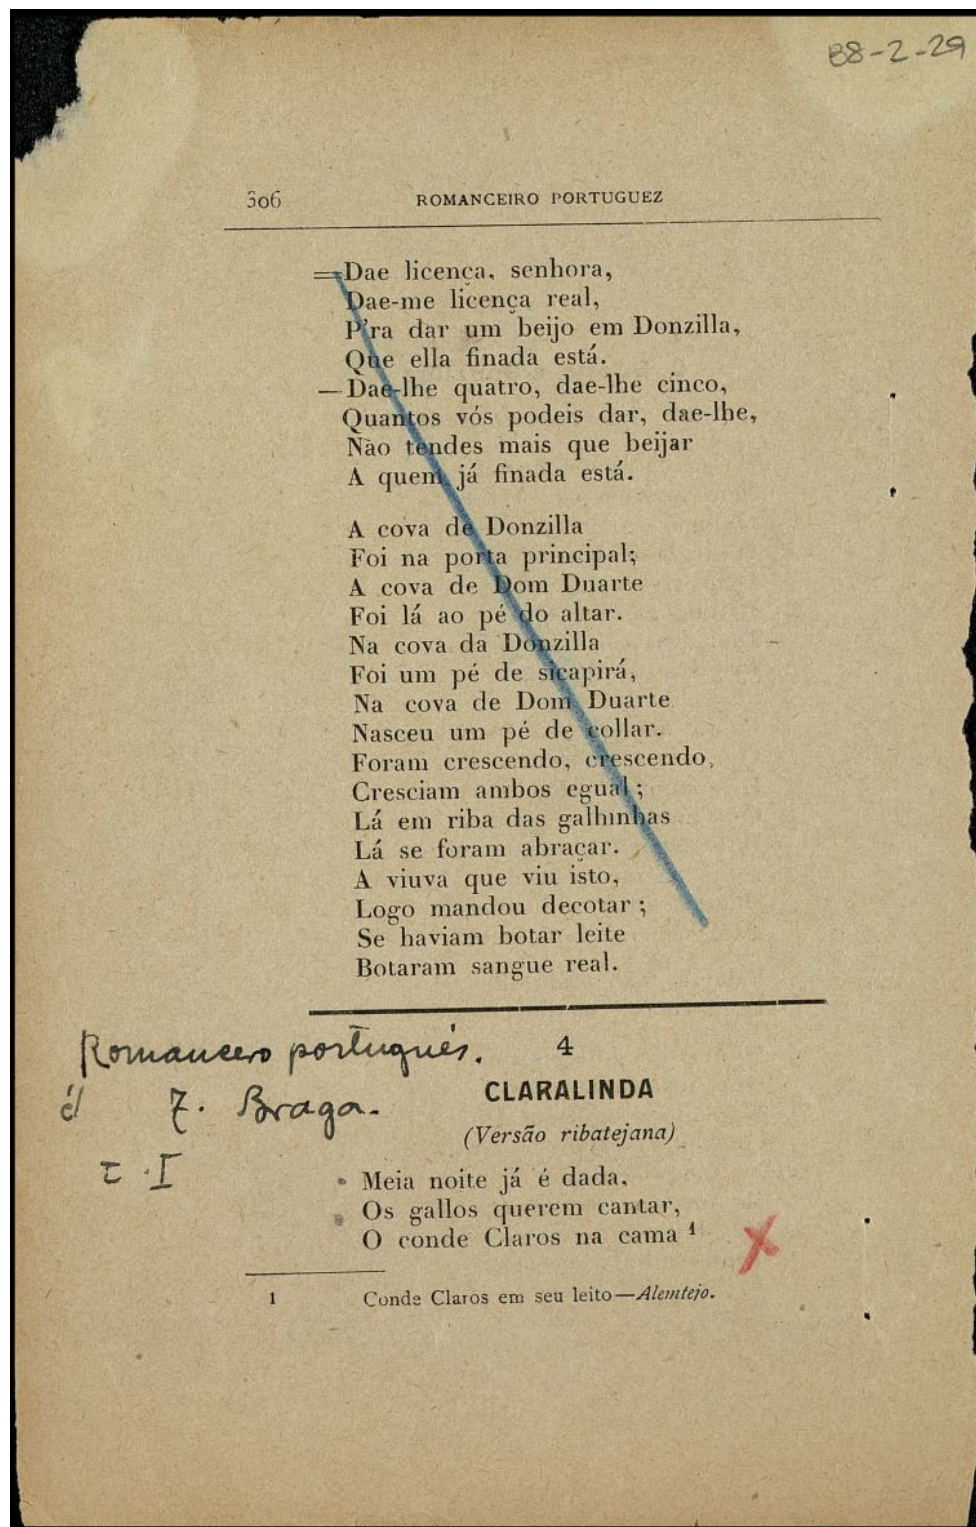 B8-2-29
306 ROMANCEIRO PORTUGUEZ
=Dae licença, senhora,
Dae-me licença real,
P'ra dar um beijo em Donzilla,
Que ella finada está.
—Dae-lhe quatro, dae-lhe cinco,
Quantos vós podeis dar, dae-lhe,
Não tendes mais que beijar
A quem já finada está.
A cova de Donzilla
Foi na porta principal;
A cova de Dom Duarte
Foi lá ao pé do altar.
Na cova da Donzilla
Foi um pé de sicapirá,
Na cova de Dom Duarte
Nasceu um pé de collar.
Foram crescendo, crescendo,
Cresciam ambos egual;
Lá em riba das galhinhas
Lá se foram abraçar.
A viuva que viu isto,
Logo mandou decotar;
Se haviam botar leite
Botaram sangue real.
Romancero portugués.
T. Braga.
t. I
4
CLARALINDA
(Versão ribatejana)
Meia noite já é dada,
Os gallos querem cantar,
O conde Claros na cama 1
1 Conde Claros em seu leito—Alemtejo.